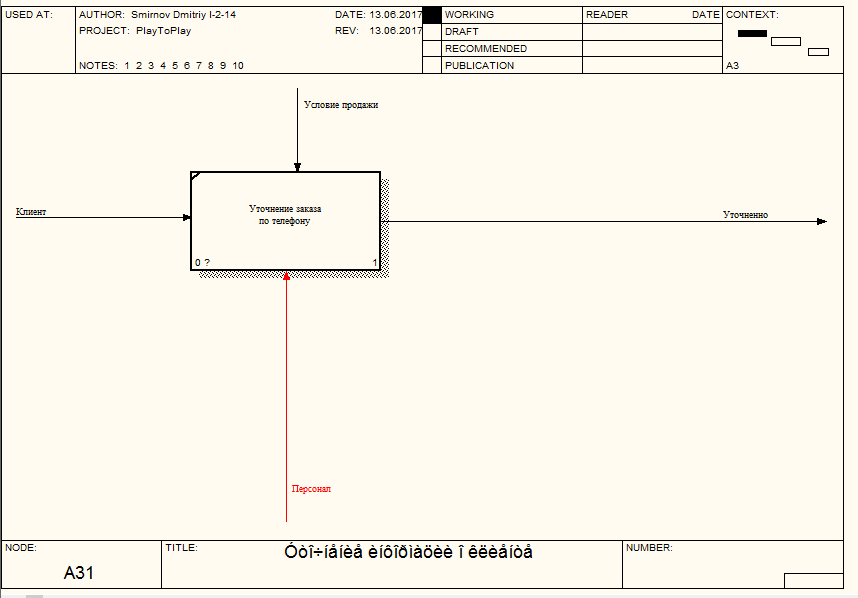 USED AT:
AUTHOR: Smirnov Dmitriy I-2-14
DATE: 13.06.2017
PROJECT: PlayToPlay
REV: 13.06.2017
NOTES: 1 2 3 4 5 6 7 8 9 10
WORKING
DRAFT
RECOMMENDED
PUBLICATION
READER
DATE
CONTEXT:
A3
Условие продажи
Клиент
Уточнение заказа
по телефону
0 ?
1
Уточненно
Персонал
NODE:
A31
TITLE:
Óòî÷íåíèå èíôîðìàöèè î êëèåíòå
NUMBER: